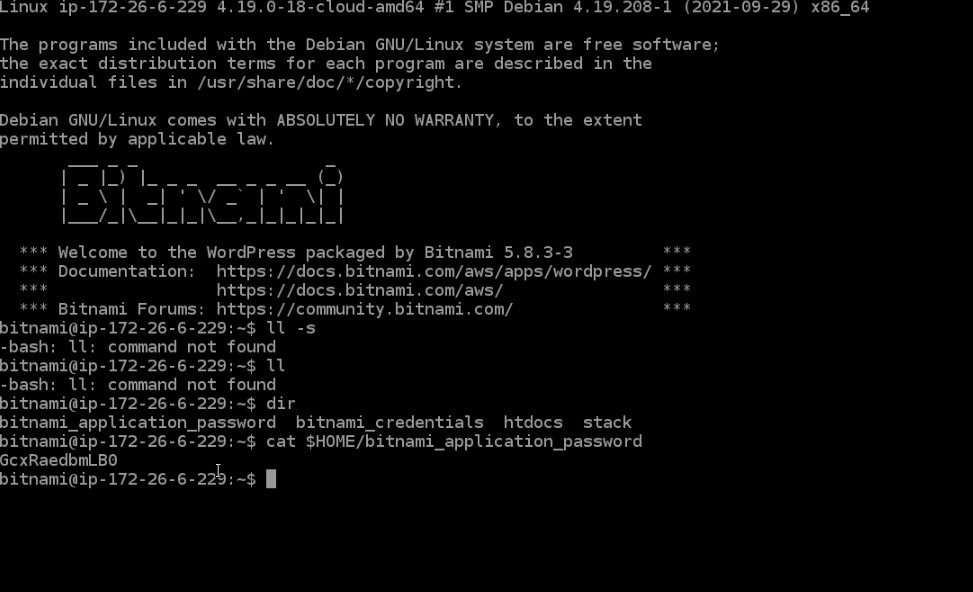 Linux ip-172-26-6-229 4.19.0-18-cloud-amd64 #1 SMP Debian 4.19.208-1 (2021-09-29) x86_64
The programs included with the Debian GNU/Linux system are free software;
the exact distribution terms for each program are described in the
individual files in /usr/share/doc/*/copyright.
Debian GNU/Linux comes with ABSOLUTELY NO WARRANTY, to the extent
permitted by applicable law.
Bitnami
*** Welcome to the WordPress packaged by Bitnami 5.8.3-3 ***
*** Documentation: https://docs.bitnami.com/aws/apps/wordpress/ ***
*** https://docs.bitnami.com/aws/ ***
*** Bitnami Forums: https://community.bitnami.com/ ***
bitnami@ip-172-26-6-229:~$ ll -s
-bash: ll: command not found
bitnami@ip-172-26-6-229:~$ ll
-bash: ll: command not found
bitnami@ip-172-26-6-229:~$ dir
bitnami_application_password bitnami_credentials htdocs stack
bitnami@ip-172-26-6-229:~$ cat $HOME/bitnami_application_password
GcxRaedbmLB0
bitnami@ip-172-26-6-229:~$